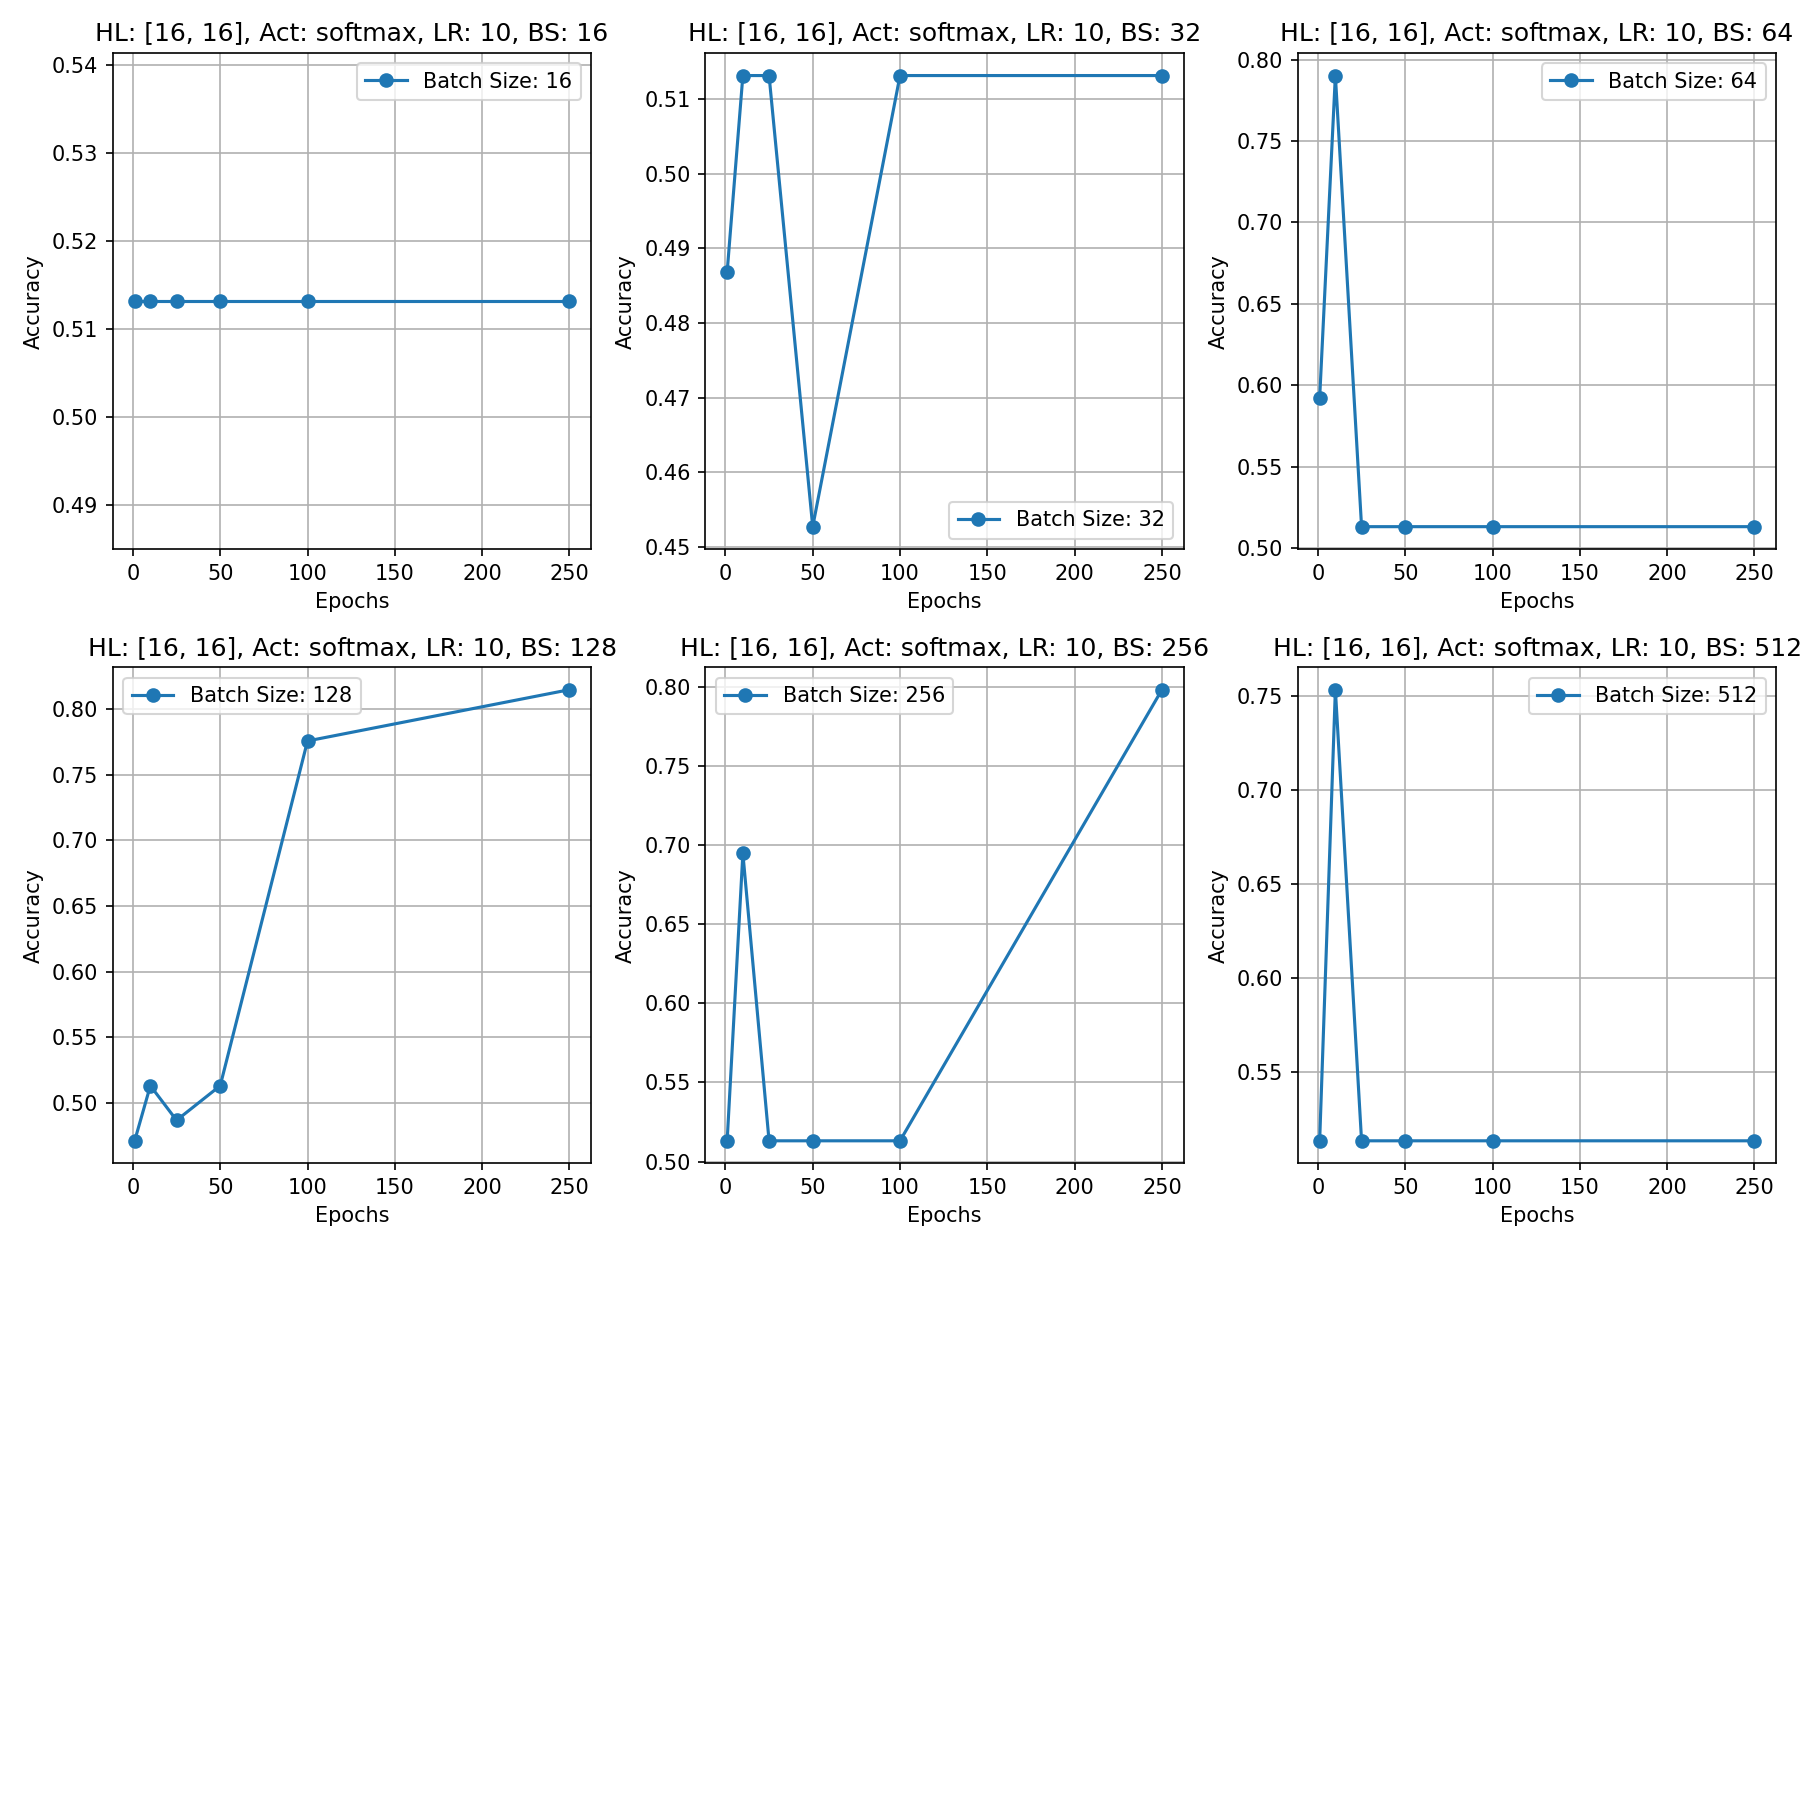 HL: [16, 16], Act: softmax, LR: 10, BS: 16
Batch Size: 16
0.54
0.53
0.52
0.51
0.50
0.49
Accuracy
0 50 100 150 200 250
Epochs
HL: [16, 16], Act: softmax, LR: 10, BS: 32
Batch Size: 32
0.51
0.50
0.49
0.48
0.47
0.46
0.45
Accuracy
0 50 100 150 200 250
Epochs
HL: [16, 16], Act: softmax, LR: 10, BS: 64
Batch Size: 64
0.80
0.75
0.70
0.65
0.60
0.55
0.50
Accuracy
0 50 100 150 200 250
Epochs
HL: [16, 16], Act: softmax, LR: 10, BS: 128
Batch Size: 128
0.80
0.75
0.70
0.65
0.60
0.55
0.50
Accuracy
0 50 100 150 200 250
Epochs
HL: [16, 16], Act: softmax, LR: 10, BS: 256
Batch Size: 256
0.80
0.75
0.70
0.65
0.60
0.55
0.50
Accuracy
0 50 100 150 200 250
Epochs
HL: [16, 16], Act: softmax, LR: 10, BS: 512
Batch Size: 512
0.75
0.70
0.65
0.60
0.55
Accuracy
0 50 100 150 200 250
Epochs